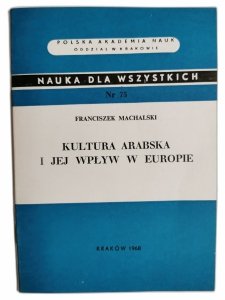 POLSKA AKADEMIA NAUK
ODDZIAŁ W KRAKOWIE
NAUKA DLA WSZYSTKICH
Nr 75
FRANCISZEK MACHALSKI
KULTURA ARABSKA
I JEJ WPŁYW W EUROPIE
KRAKÓW 1968